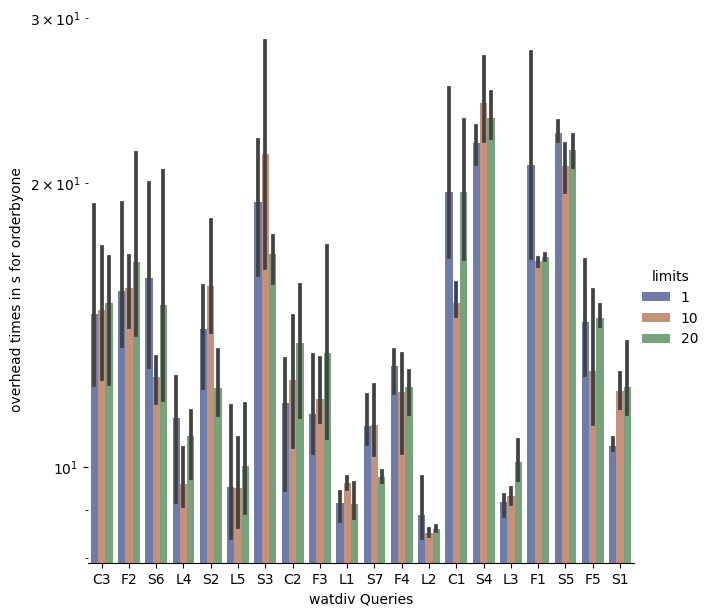 3 × 10¹
2 × 10¹
10¹
overhead times in s for orderbyone
C3 F2 S6 L4 S2 L5 S3 C2 F3 L1 S7 F4 L2 C1 S4 L3 F1 S5 F5 S1
watdiv Queries
limits
1
10
20